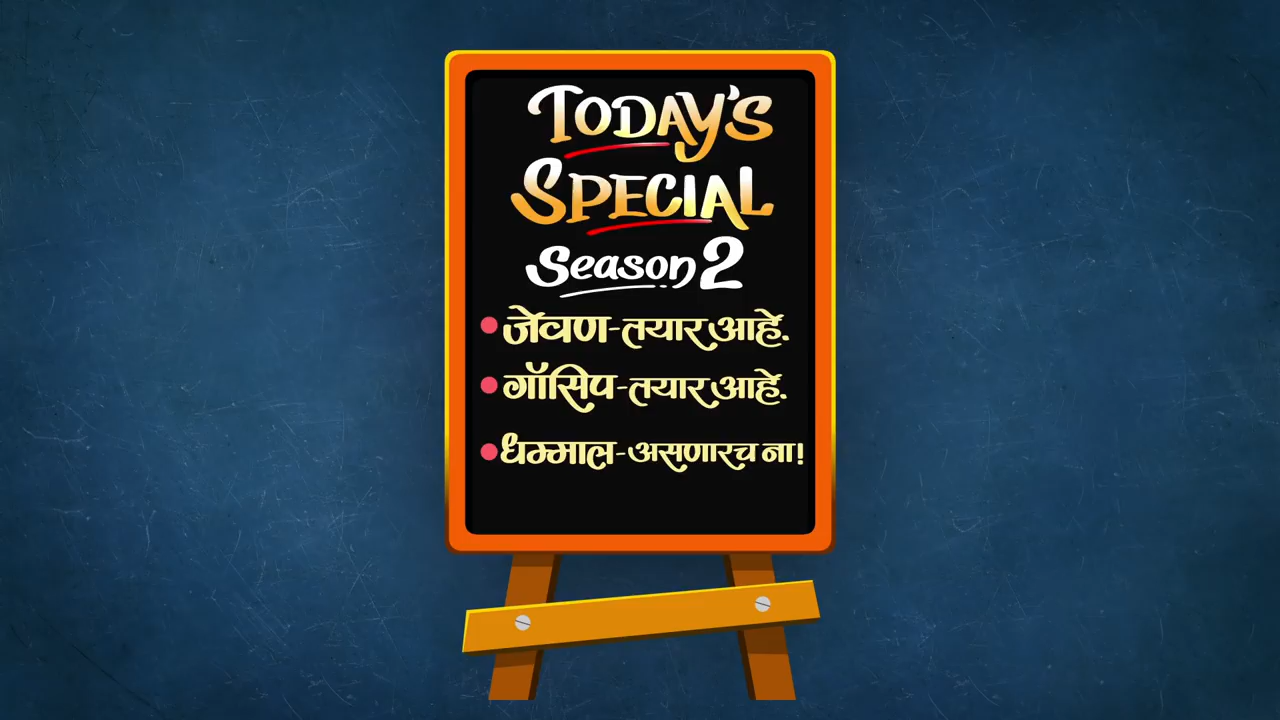 TODAY'S
SPECIAL
Season 2
• जेवण-तयार आहे.
• गॉसिप-तयार आहे.
• धम्माल-असणारच ना!